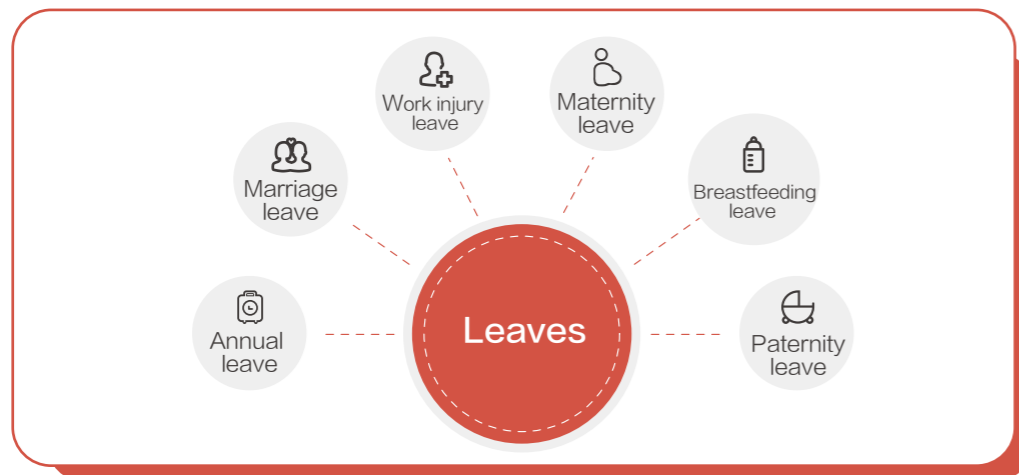 Work injury
leave
Maternity
leave
Marriage
leave
Breastfeeding
leave
Annual
leave
Leaves
Paternity
leave